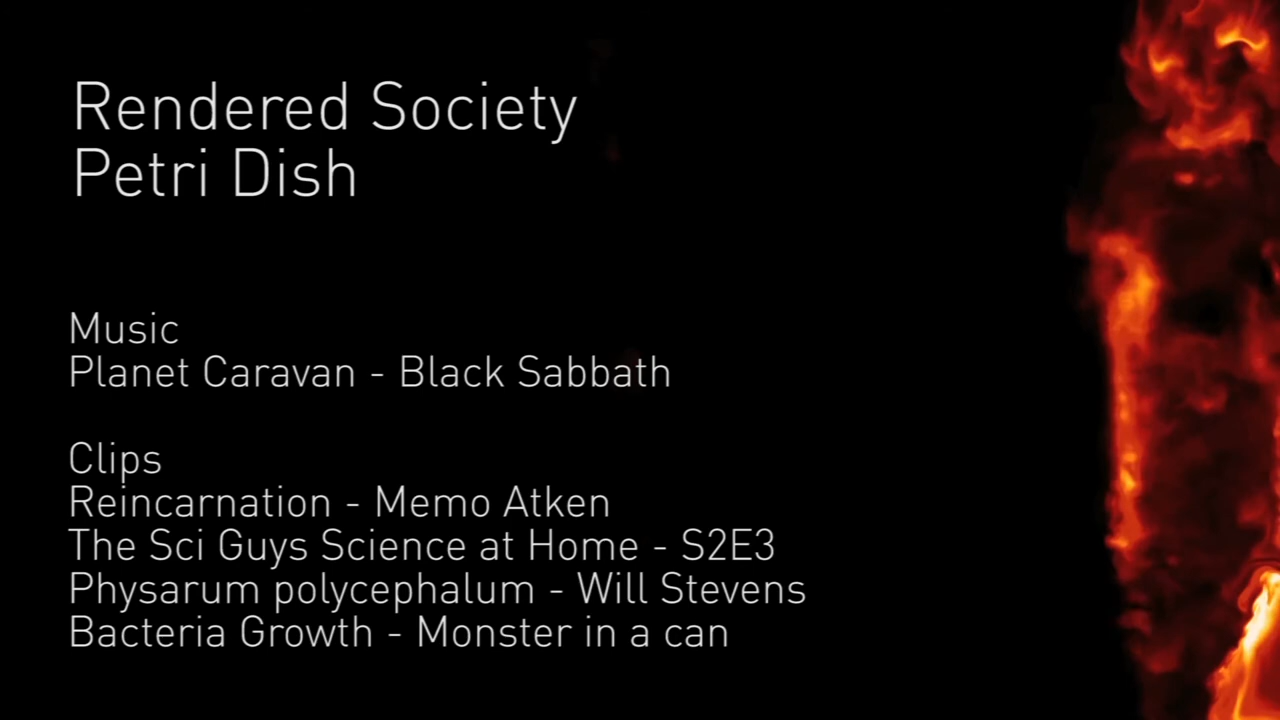 Rendered Society
Petri Dish
Music
Planet Caravan - Black Sabbath
Clips
Reincarnation - Memo Atken
The Sci Guys Science at Home - S2E3
Physarum polycephalum - Will Stevens
Bacteria Growth - Monster in a can